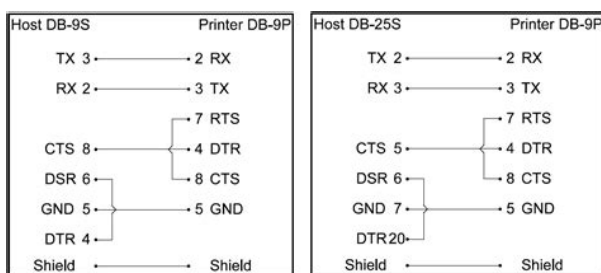 Host DB-9S Printer DB-9P
TX 3 2 RX
RX 2 3 TX
7 RTS
CTS 8 4 DTR
DSR 6 8 CTS
GND 5 5 GND
DTR 4
Shield Shield
Host DB-25S Printer DB-9P
TX 2 2 RX
RX 3 3 TX
7 RTS
CTS 5 4 DTR
DSR 6 8 CTS
GND 7 5 GND
DTR 20
Shield Shield